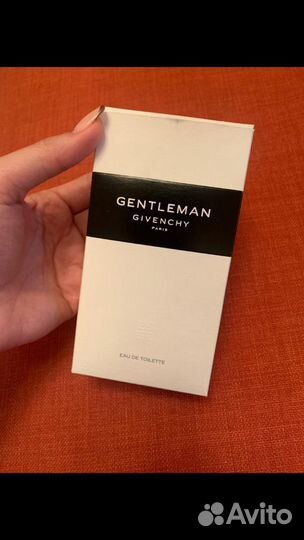 GENTLEMAN
GIVENCHY
PARIS
EAU DE TOILETTE
Avito